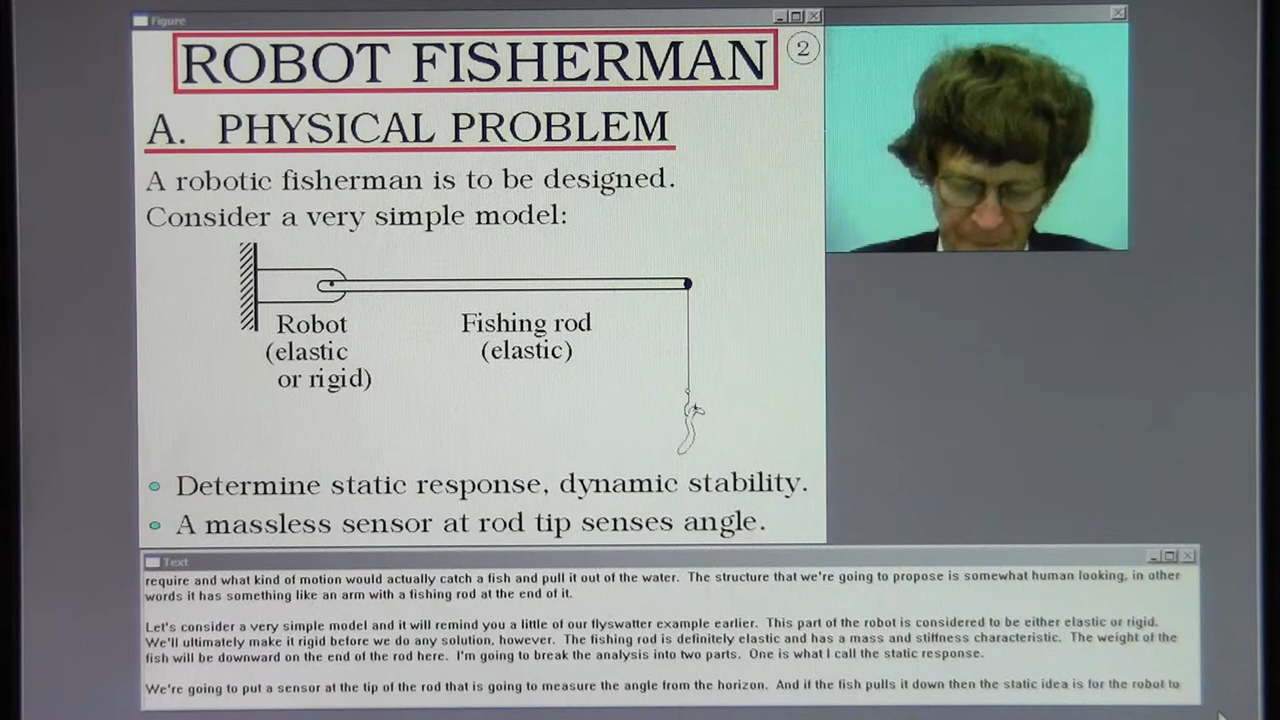 Figure
ROBOT FISHERMAN
2
A. PHYSICAL PROBLEM
A robotic fisherman is to be designed.
Consider a very simple model:
Robot
(elastic
or rigid)
Fishing rod
(elastic)
Determine static response, dynamic stability.
A massless sensor at rod tip senses angle.
Text
require and what kind of motion would actually catch a fish and pull it out of the water. The structure that we're going to propose is somewhat human looking, in other
words it has something like an arm with a fishing rod at the end of it.
Let's consider a very simple model and it will remind you a little of our flyswatter example earlier. This part of the robot is considered to be either elastic or rigid.
We'll ultimately make it rigid before we do any solution, however. The fishing rod is definitely elastic and has a mass and stiffness characteristic. The weight of the
fish will be downward on the end of the rod here. I'm going to break the analysis into two parts. One is what I call the static response.
We're going to put a sensor at the tip of the rod that is going to measure the angle from the horizon. And if the fish pulls it down then the static idea is for the robot to